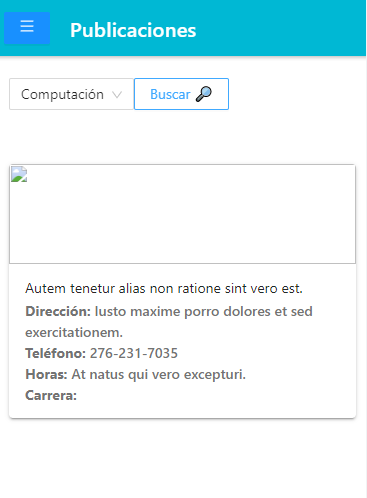 Publicaciones
Computación
Buscar 🔎
Autem tenetur alias non ratione sint vero est.
Dirección: Iusto maxime porro dolores et sed
exercitationem.
Teléfono: 276-231-7035
Horas: At natus qui vero excepturi.
Carrera: